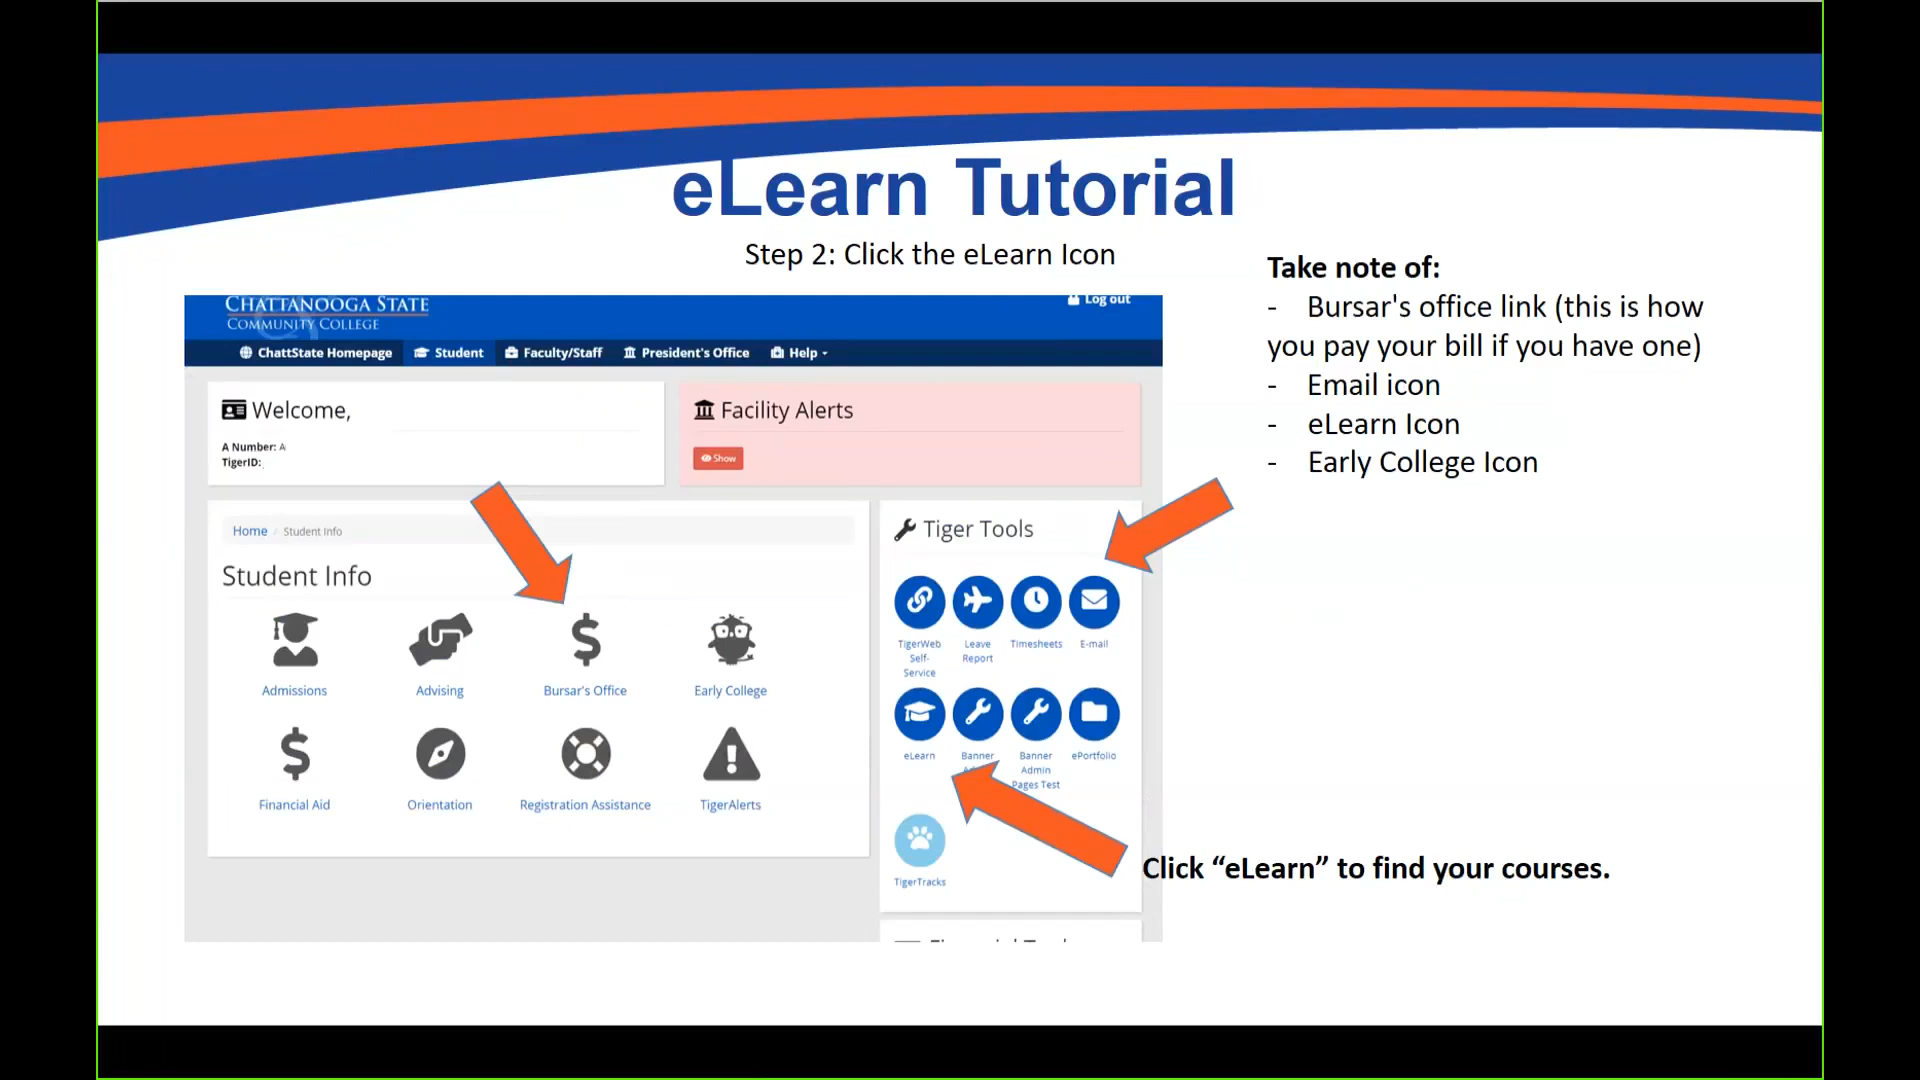 eLearn Tutorial
Step 2: Click the eLearn Icon
Take note of:
- Bursar's office link (this is how
you pay your bill if you have one)
- Email icon
- eLearn Icon
- Early College Icon
CHATTANOOGA STATE
COMMUNITY COLLEGE
Log out
ChattState Homepage Student Faculty/Staff President's Office Help
Welcome,
A Number: A
TigerID:
Facility Alerts
Show
Home / Student Info
Student Info
Admissions Advising Bursar's Office Early College
Financial Aid Orientation Registration Assistance TigerAlerts
Tiger Tools
TigerWeb Self-Service
Leave Report
Timesheets
E-mail
eLearn
Banner
Banner Admin Pages Test
ePortfolio
TigerTracks
Click “eLearn” to find your courses.